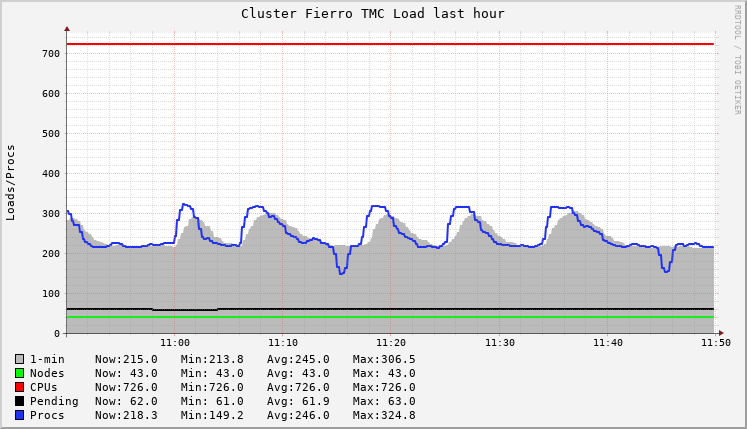 Cluster Fierro TMC Load last hour
RRDTOOL / TOBI OETIKER
Loads/Procs
700
600
500
400
300
200
100
0
11:00 11:10 11:20 11:30 11:40 11:50
1-min Now:215.0 Min:213.8 Avg:245.0 Max:306.5
Nodes Now: 43.0 Min: 43.0 Avg: 43.0 Max: 43.0
CPUs Now:726.0 Min:726.0 Avg:726.0 Max:726.0
Pending Now: 62.0 Min: 61.0 Avg: 61.9 Max: 63.0
Procs Now:218.3 Min:149.2 Avg:246.0 Max:324.8